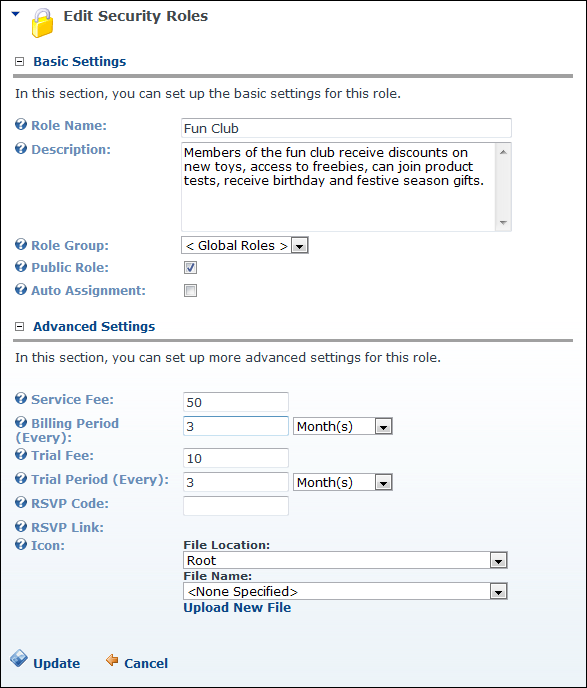 Edit Security Roles
Basic Settings
In this section, you can set up the basic settings for this role.
Role Name:
Fun Club
Description:
Members of the fun club receive discounts on
new toys, access to freebies, can join product
tests, receive birthday and festive season gifts.
Role Group:
< Global Roles >
Public Role:
Auto Assignment:
Advanced Settings
In this section, you can set up more advanced settings for this role.
Service Fee:
50
Billing Period
(Every):
3
Month(s)
Trial Fee:
10
Trial Period (Every):
3
Month(s)
RSVP Code:
RSVP Link:
Icon:
File Location:
Root
File Name:
<None Specified>
Upload New File
Update
Cancel